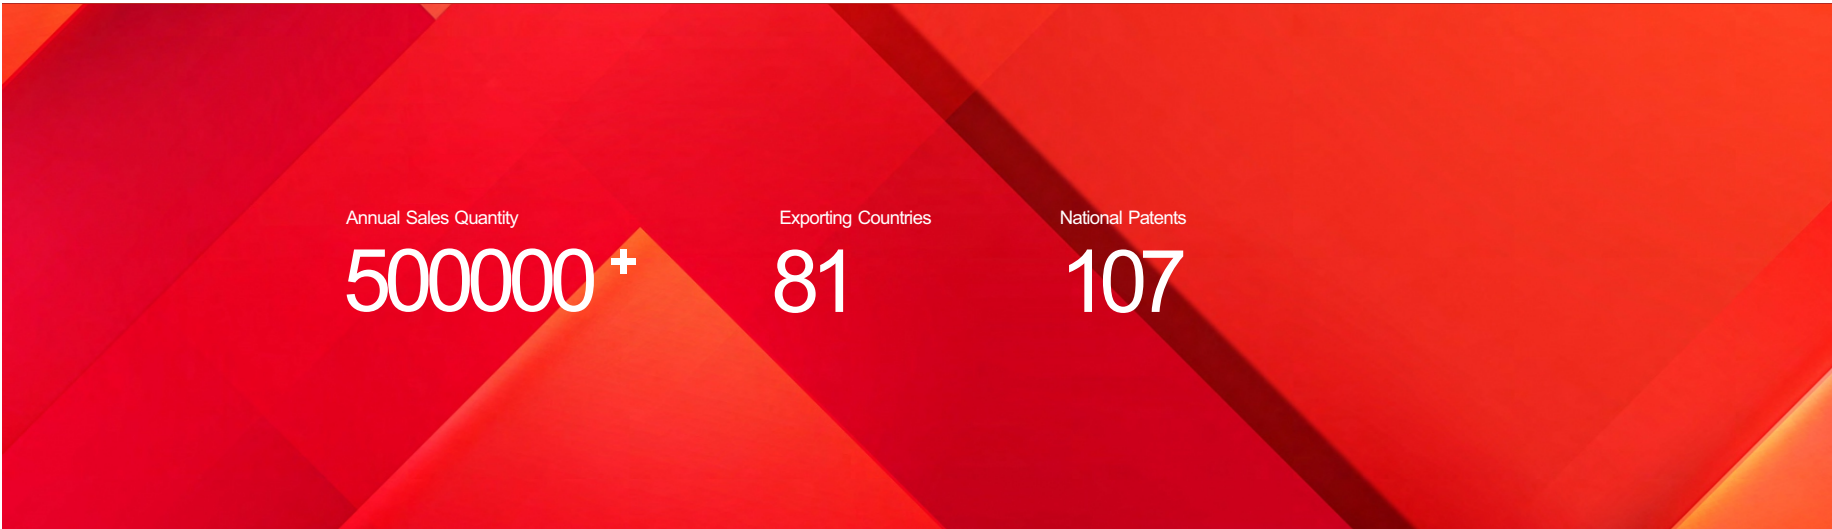 Annual Sales Quantity
500000+
Exporting Countries
81
National Patents
107